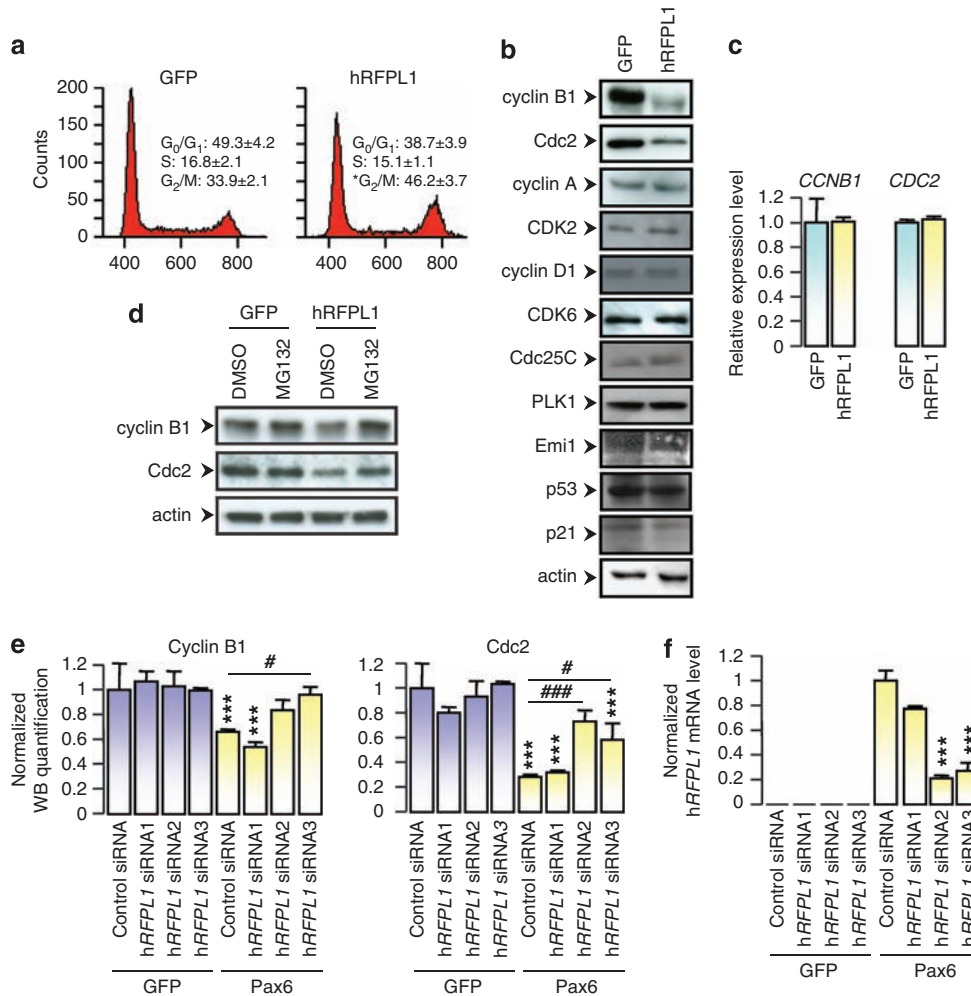 a
GFP
hRFPL1
200
150
100
50
0
Counts
G0/G1: 49.3±4.2
S: 16.8±2.1
G2/M: 33.9±2.1
G0/G1: 38.7±3.9
S: 15.1±1.1
*G2/M: 46.2±3.7
400 600 800
400 600 800
b
GFP
hRFPL1
cyclin B1
Cdc2
cyclin A
CDK2
cyclin D1
CDK6
Cdc25C
PLK1
Emi1
p53
p21
actin
c
CCNB1 CDC2
Relative expression level
1.2
1.0
0.8
0.6
0.4
0.2
0
GFP
hRFPL1
GFP
hRFPL1
d
GFP hRFPL1
DMSO
MG132
DMSO
MG132
cyclin B1
Cdc2
actin
e
Cyclin B1
Normalized
WB quantification
1.2
1
0.8
0.6
0.4
0.2
0
#
***
***
Control siRNA
hRFPL1 siRNA1
hRFPL1 siRNA2
hRFPL1 siRNA3
Control siRNA
hRFPL1 siRNA1
hRFPL1 siRNA2
hRFPL1 siRNA3
GFP Pax6
Cdc2
1.2
1
0.8
0.6
0.4
0.2
0
#
###
***
***
***
Control siRNA
hRFPL1 siRNA1
hRFPL1 siRNA2
hRFPL1 siRNA3
Control siRNA
hRFPL1 siRNA1
hRFPL1 siRNA2
hRFPL1 siRNA3
GFP Pax6
f
Normalized
hRFPL1 mRNA level
1.2
1
0.8
0.6
0.4
0.2
0
***
***
Control siRNA
hRFPL1 siRNA1
hRFPL1 siRNA2
hRFPL1 siRNA3
Control siRNA
hRFPL1 siRNA1
hRFPL1 siRNA2
hRFPL1 siRNA3
GFP Pax6